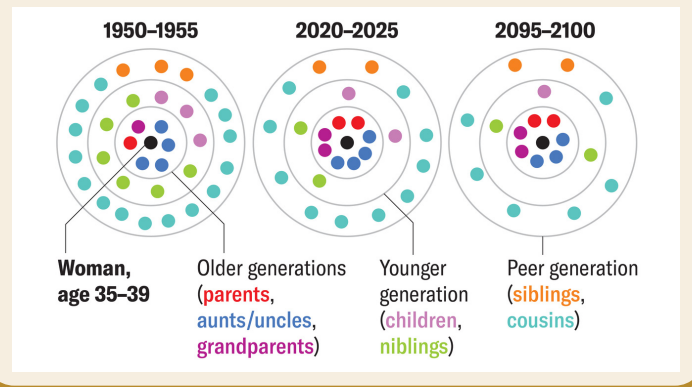 1950–1955
2020–2025
2095–2100
Woman,
age 35–39
Older generations
(parents,
aunts/uncles,
grandparents)
Younger
generation
(children,
niblings)
Peer generation
(siblings,
cousins)